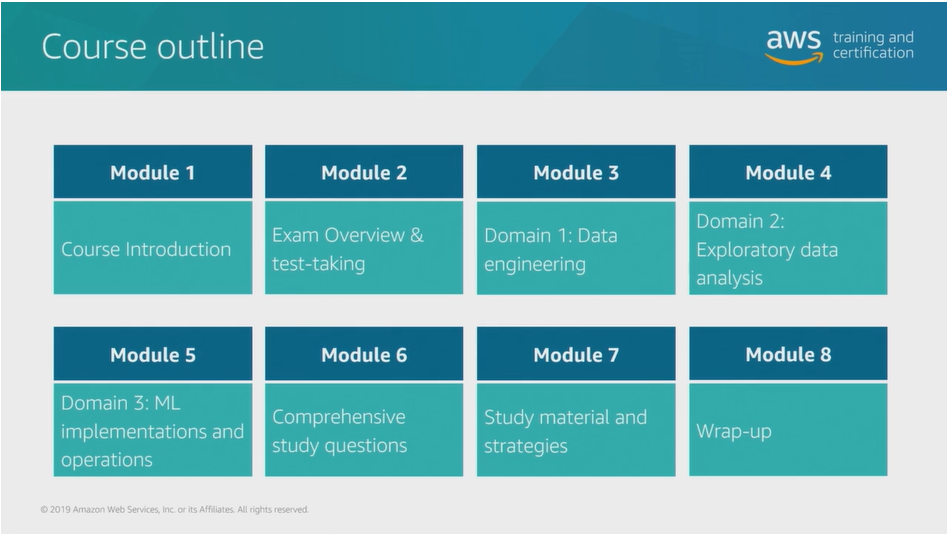 Course outline
aws
training and
certification
Module 1
Module 2
Module 3
Module 4
Course Introduction
Exam Overview &
test-taking
Domain 1: Data
engineering
Domain 2:
Exploratory data
analysis
Module 5
Module 6
Module 7
Module 8
Domain 3: ML
implementations and
operations
Comprehensive
study questions
Study material and
strategies
Wrap-up
© 2019 Amazon Web Services, Inc. or its Affiliates. All rights reserved.